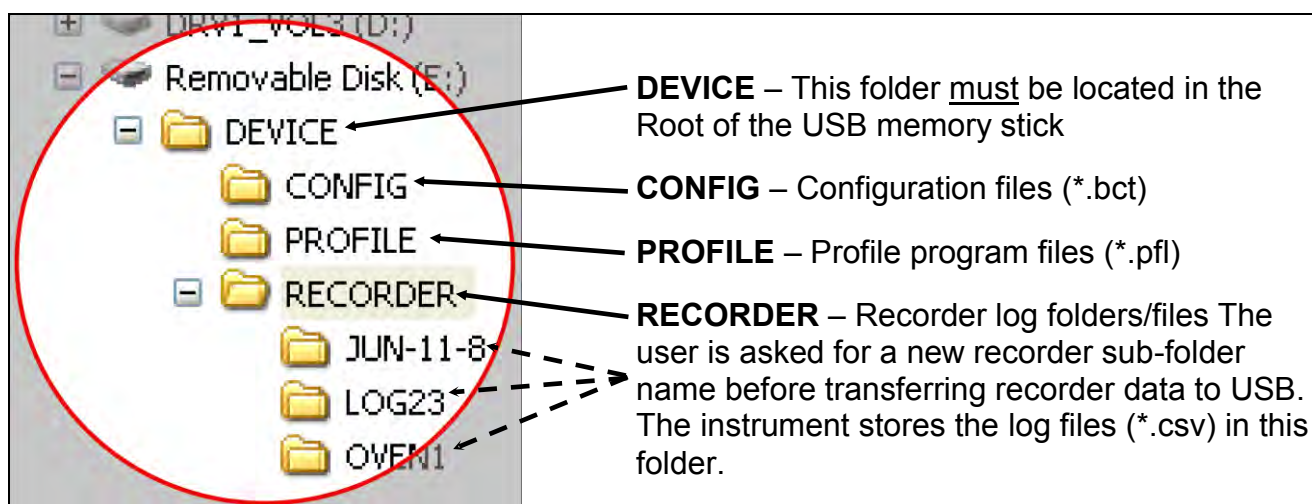 DRV1_VOL3 (D:)
Removable Disk (E:)
DEVICE
CONFIG
PROFILE
RECORDER
JUN-11-8
LOG23
OVEN1
DEVICE – This folder must be located in the
Root of the USB memory stick
CONFIG – Configuration files (*.bct)
PROFILE – Profile program files (*.pfl)
RECORDER – Recorder log folders/files The
user is asked for a new recorder sub-folder
name before transferring recorder data to USB.
The instrument stores the log files (*.csv) in this
folder.